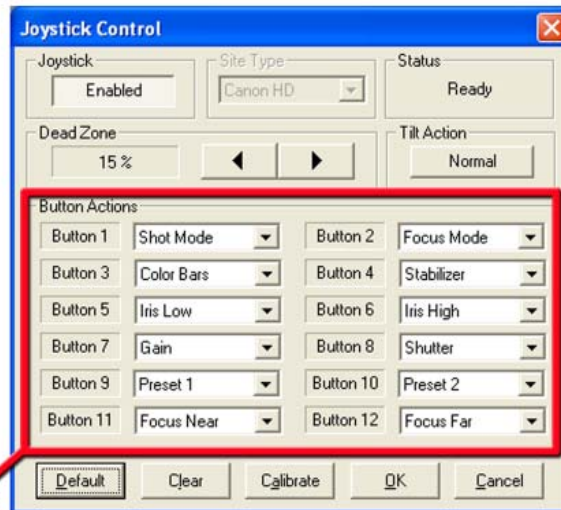 Joystick Control
Joystick Site Type Status
Enabled Canon HD Ready
Dead Zone Tilt Action
15 % Normal
Button Actions
Button 1 Shot Mode Button 2 Focus Mode
Button 3 Color Bars Button 4 Stabilizer
Button 5 Iris Low Button 6 Iris High
Button 7 Gain Button 8 Shutter
Button 9 Preset 1 Button 10 Preset 2
Button 11 Focus Near Button 12 Focus Far
Default Clear Calibrate OK Cancel